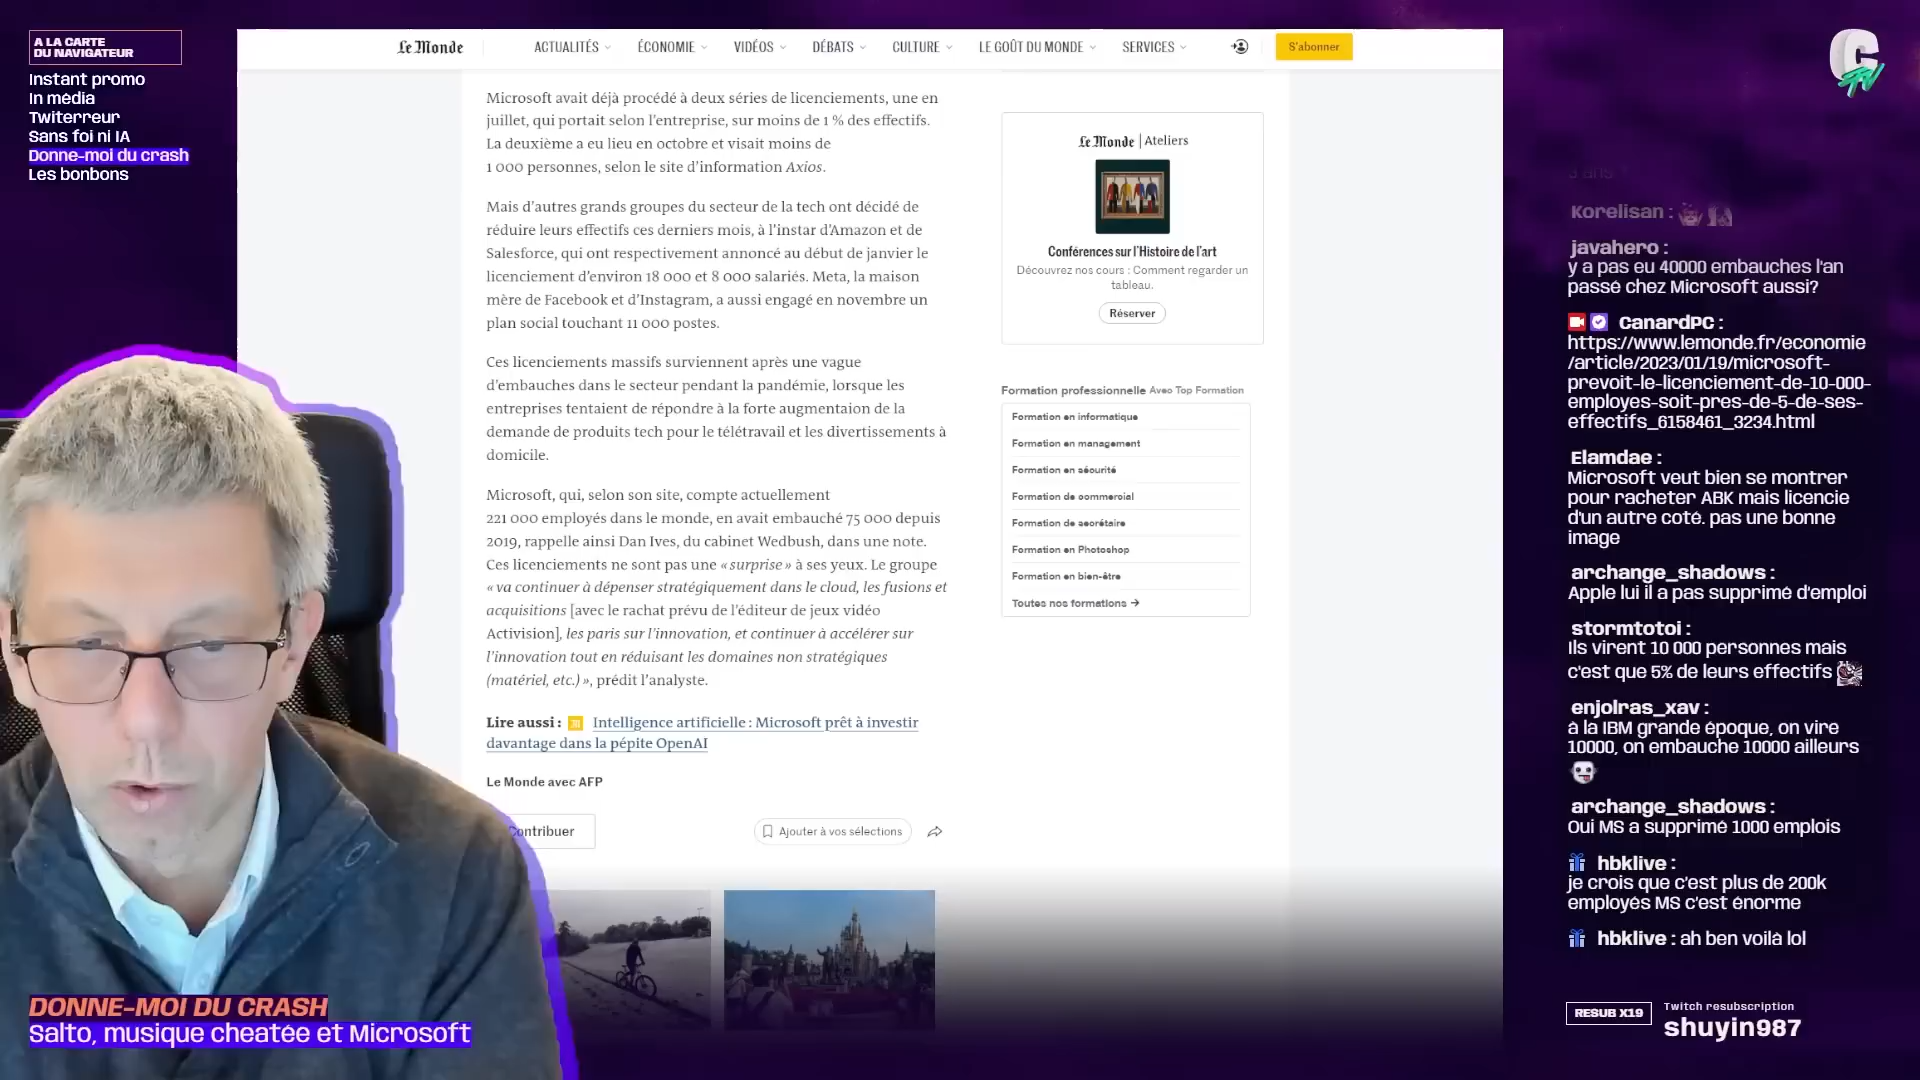 A LA CARTE
DU NAVIGATEUR
Instant promo
In média
Twiterreur
Sans foi ni IA
Donne-moi du crash
Les bonbons
Le Monde
ACTUALITÉS
ÉCONOMIE
VIDÉOS
DÉBATS
CULTURE
LE GOÛT DU MONDE
SERVICES
S'abonner
Microsoft avait déjà procédé à deux séries de licenciements, une en
juillet, qui portait selon l'entreprise, sur moins de 1 % des effectifs.
La deuxième a eu lieu en octobre et visait moins de
1 000 personnes, selon le site d'information Axios.
Mais d'autres grands groupes du secteur de la tech ont décidé de
réduire leurs effectifs ces derniers mois, à l'instar d'Amazon et de
Salesforce, qui ont respectivement annoncé au début de janvier le
licenciement d'environ 18 000 et 8 000 salariés. Meta, la maison
mère de Facebook et d'Instagram, a aussi engagé en novembre un
plan social touchant 11 000 postes.
Ces licenciements massifs surviennent après une vague
d'embauches dans le secteur pendant la pandémie, lorsque les
entreprises tentaient de répondre à la forte augmentaion de la
demande de produits tech pour le télétravail et les divertissements à
domicile.
Microsoft, qui, selon son site, compte actuellement
221 000 employés dans le monde, en avait embauché 75 000 depuis
2019, rappelle ainsi Dan Ives, du cabinet Wedbush, dans une note.
Ces licenciements ne sont pas une « surprise » à ses yeux. Le groupe
« va continuer à dépenser stratégiquement dans le cloud, les fusions et
acquisitions [avec le rachat prévu de l'éditeur de jeux vidéo
Activision], les paris sur l'innovation, et continuer à accélérer sur
l'innovation tout en réduisant les domaines non stratégiques
(matériel, etc.) », prédit l'analyste.
Lire aussi : Intelligence artificielle : Microsoft prêt à investir
davantage dans la pépite OpenAI
Le Monde avec AFP
Contribuer
Ajouter à vos sélections
Le Monde | Ateliers
Conférences sur l'Histoire de l'art
Découvrez nos cours : Comment regarder un
tableau.
Réserver
Formation professionelle Avec Top Formation
Formation en informatique
Formation en management
Formation en sécurité
Formation de commercial
Formation de secrétaire
Formation en Photoshop
Formation en bien-être
Toutes nos formations →
C TV
3 ans ?
Korelisan :
javahero :
y a pas eu 40000 embauches l'an
passé chez Microsoft aussi?
CanardPC :
https://www.lemonde.fr/economie
/article/2023/01/19/microsoft-
prevoit-le-licenciement-de-10-000-
employes-soit-pres-de-5-de-ses-
effectifs_6158461_3234.html
Elamdae :
Microsoft veut bien se montrer
pour racheter ABK mais licencie
d'un autre coté. pas une bonne
image
archange_shadows :
Apple lui il a pas supprimé d'emploi
stormtotoi :
Ils virent 10 000 personnes mais
c'est que 5% de leurs effectifs
enjolras_xav :
à la IBM grande époque, on vire
10000, on embauche 10000 ailleurs
archange_shadows :
Oui MS a supprimé 1000 emplois
hbklive :
je crois que c'est plus de 200k
employés MS c'est énorme
hbklive : ah ben voilà lol
DONNE-MOI DU CRASH
Salto, musique cheatée et Microsoft
RESUB X19
Twitch resubscription
shuyin987